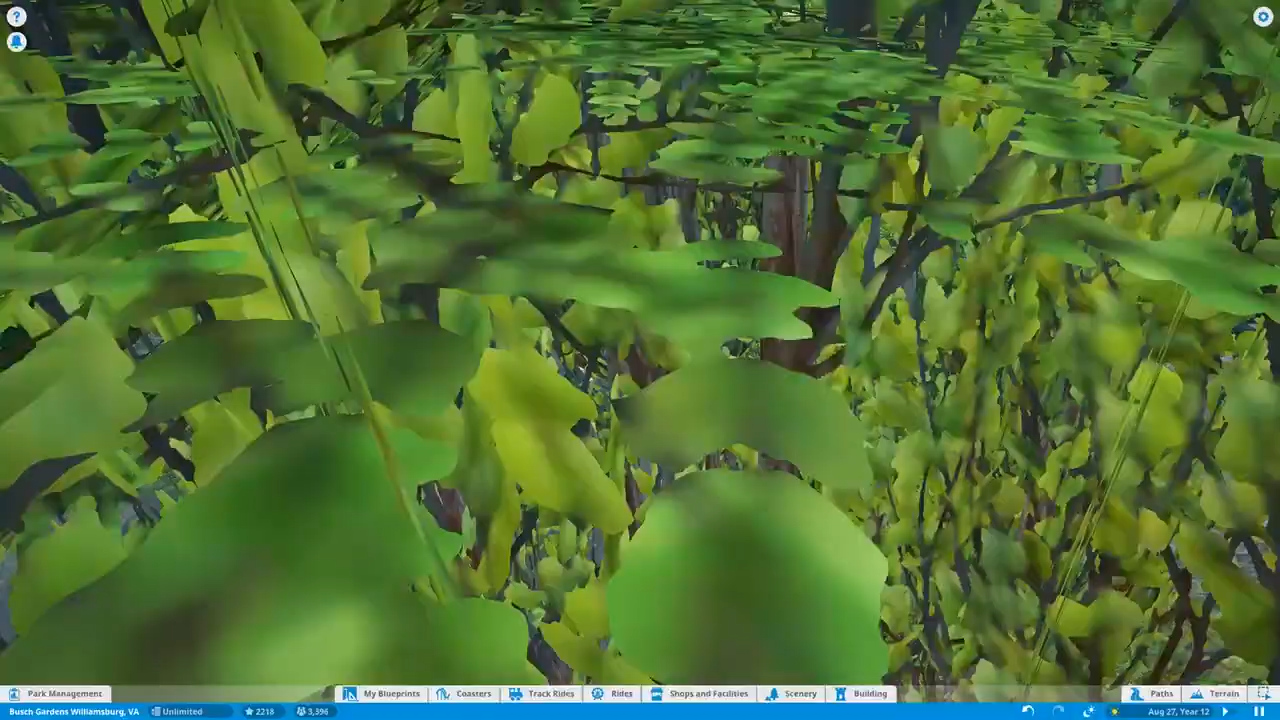 ?
Park Management My Blueprints Coasters Track Rides Rides Shops and Facilities Scenery Building Paths Terrain
Busch Gardens Williamsburg, VA Unlimited 2218 3,396 Aug 27, Year 12